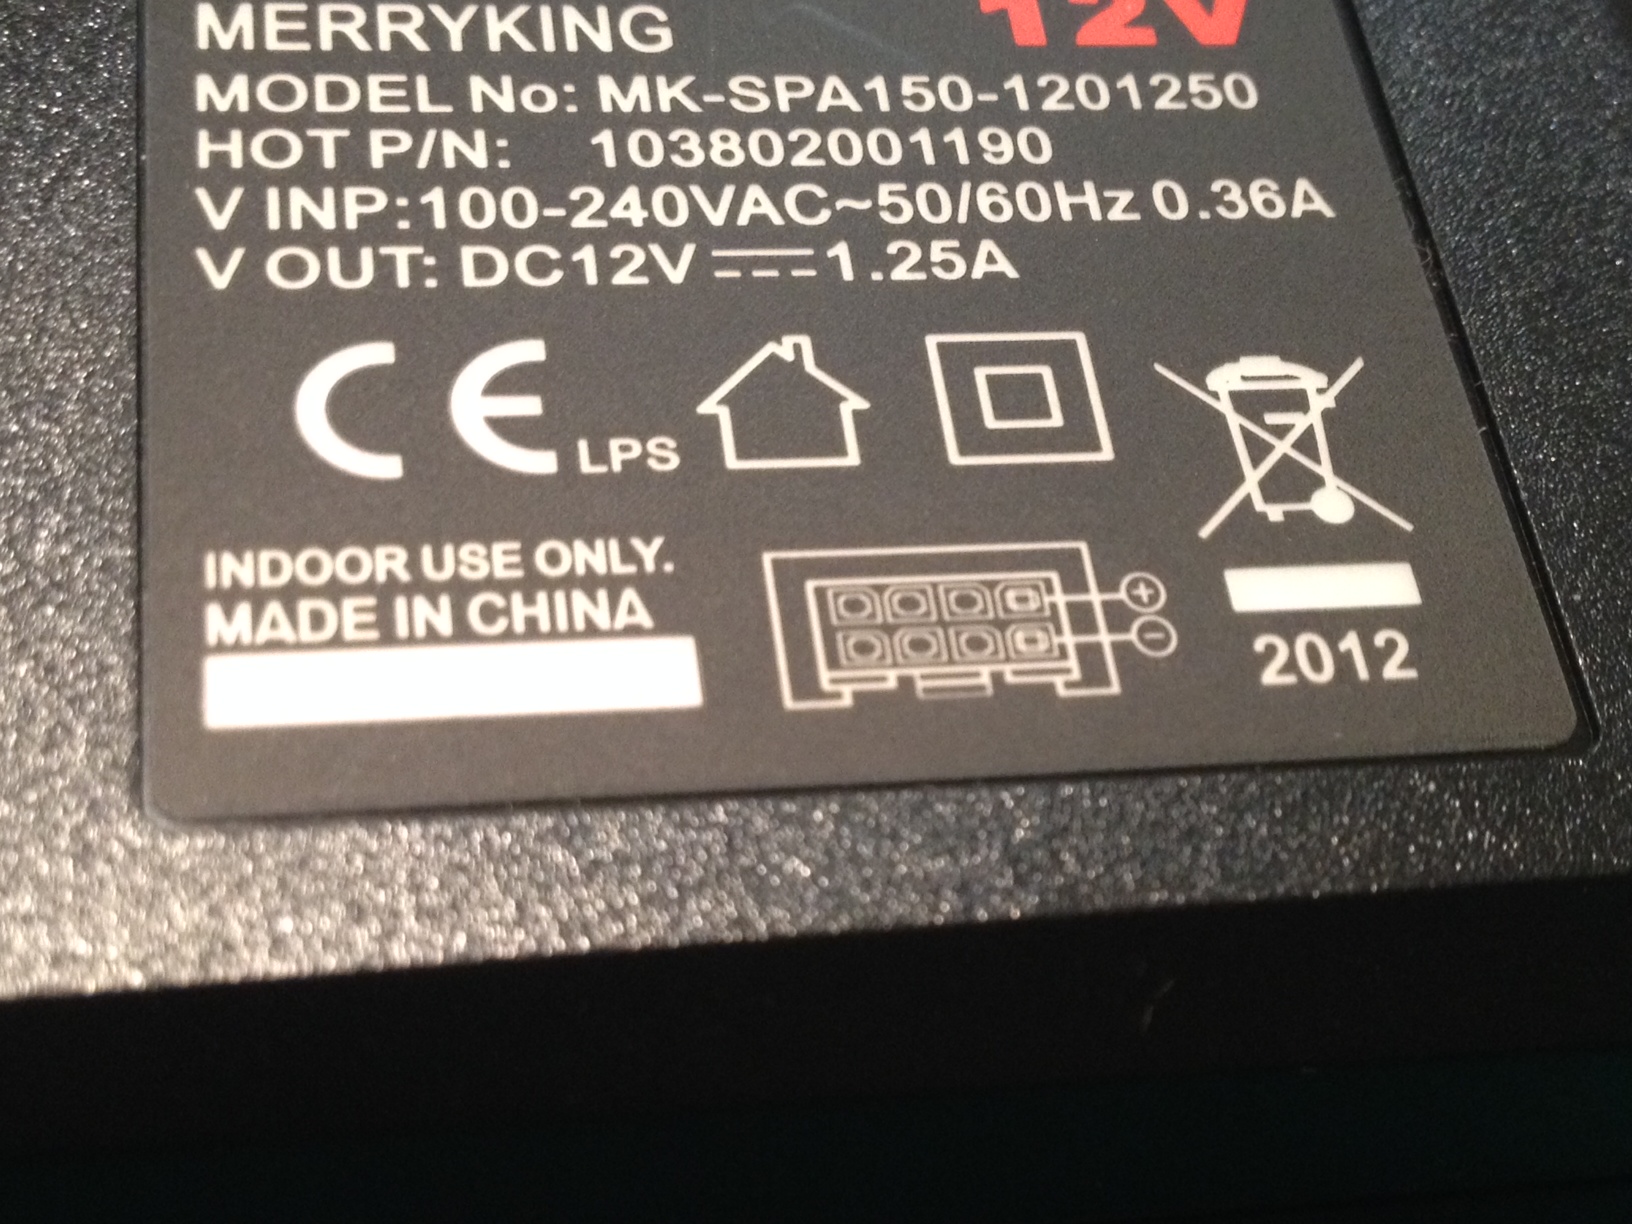 MERRYKING 12V
MODEL No: MK-SPA150-1201250
HOT P/N: 103802001190
V INP:100-240VAC~50/60Hz 0.36A
V OUT: DC12V⎓1.25A
CE LPS
INDOOR USE ONLY.
MADE IN CHINA
+
-
2012